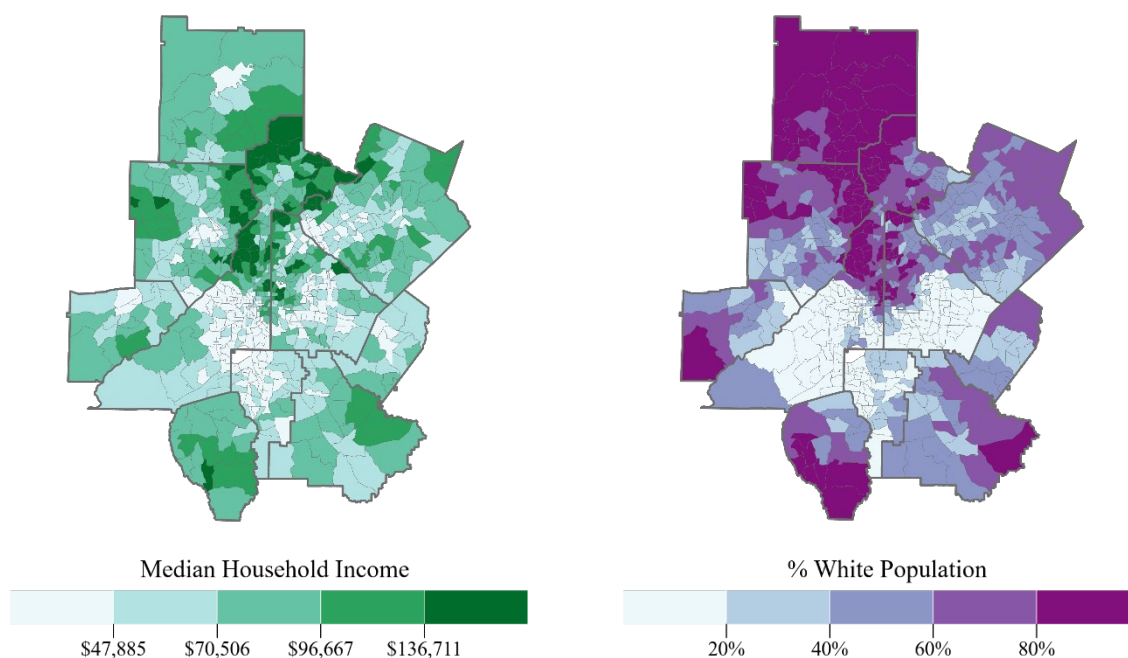 Median Household Income
$47,885 $70,506 $96,667 $136,711
% White Population
20% 40% 60% 80%